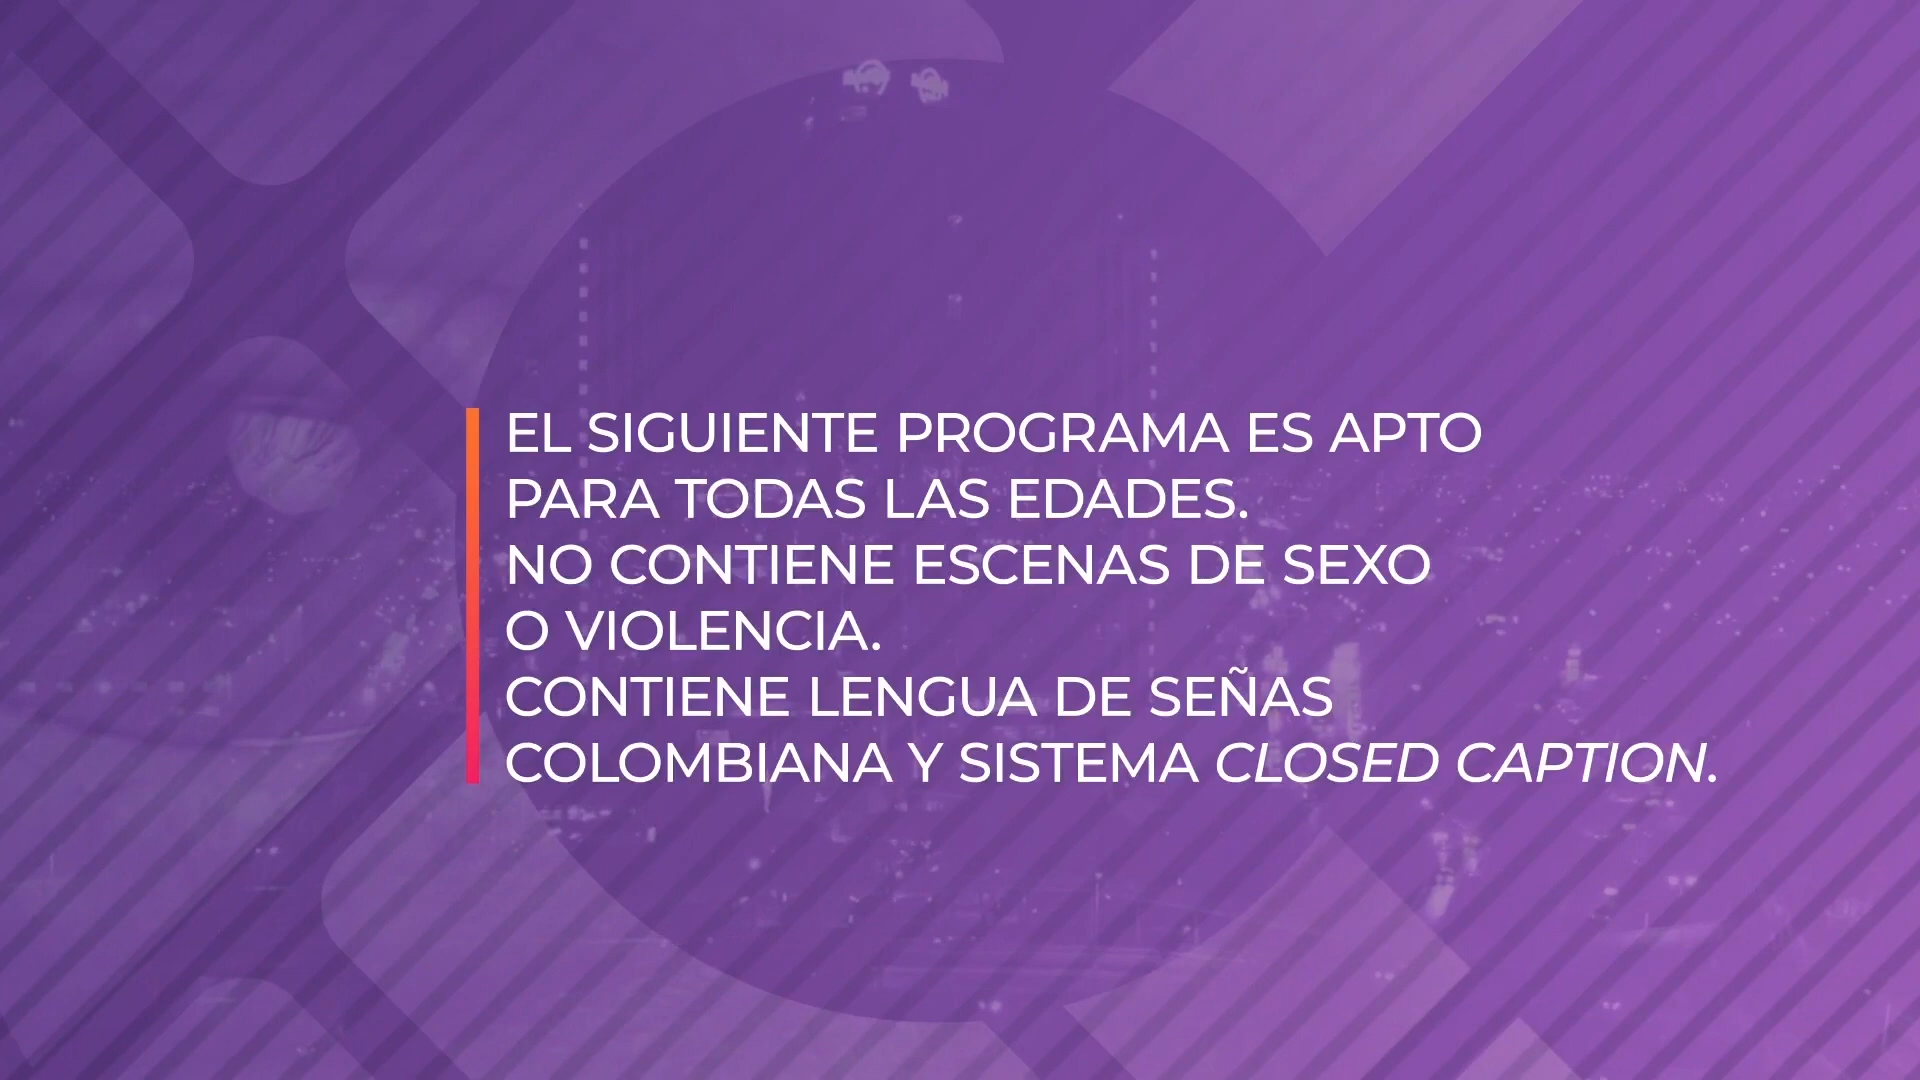 EL SIGUIENTE PROGRAMA ES APTO
PARA TODAS LAS EDADES.
NO CONTIENE ESCENAS DE SEXO
O VIOLENCIA.
CONTIENE LENGUA DE SEÑAS
COLOMBIANA Y SISTEMA CLOSED CAPTION.